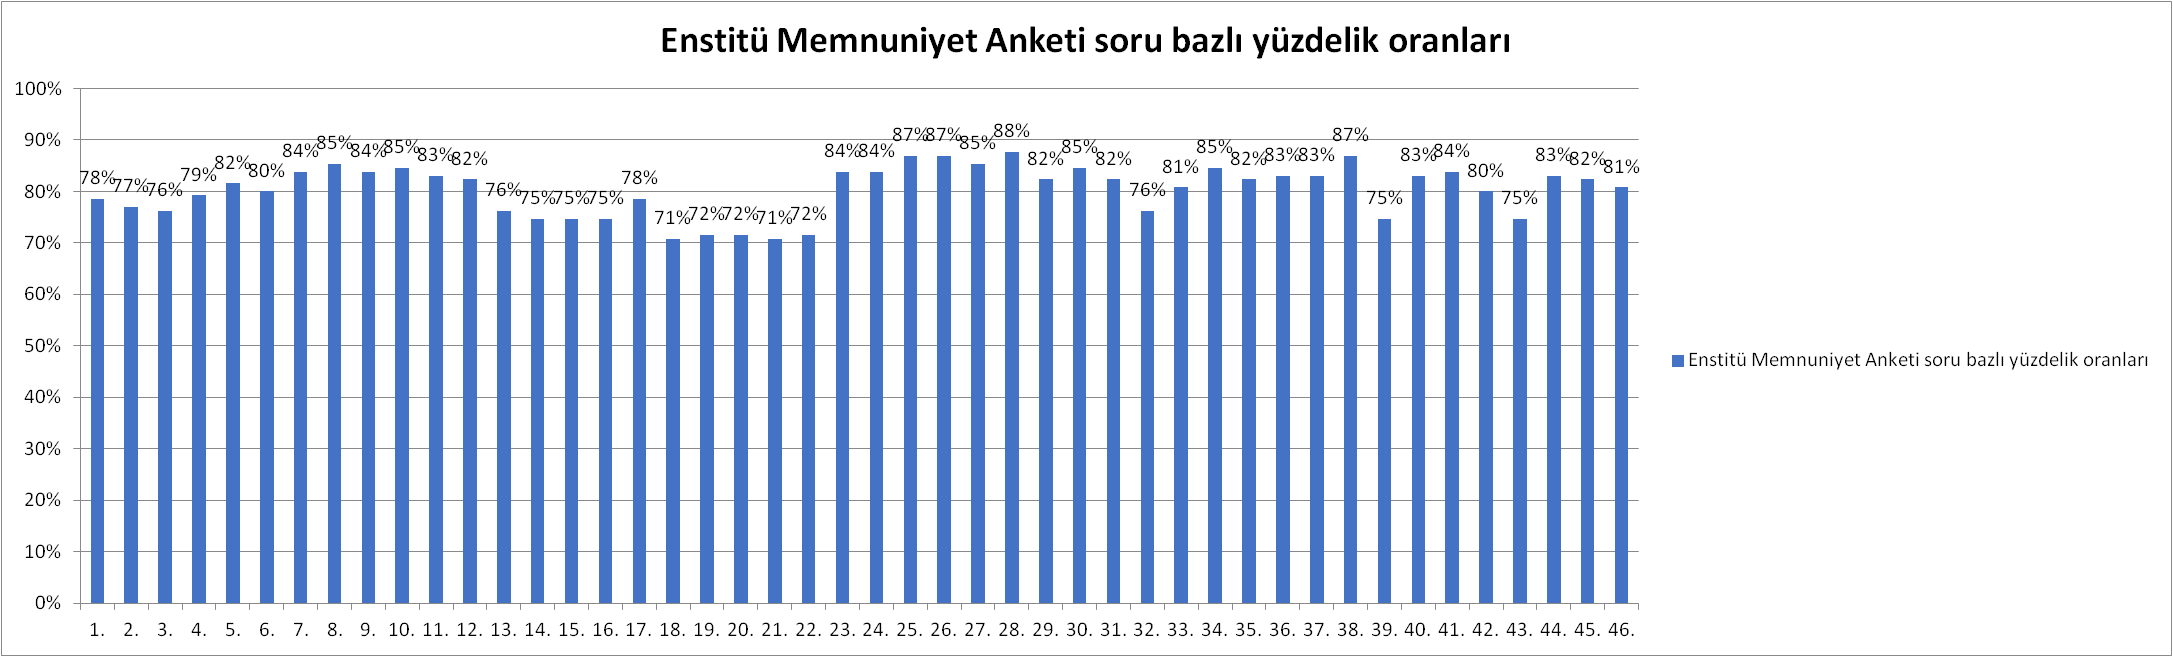 Enstitü Memnuniyet Anketi soru bazlı yüzdelik oranları
100%
90%
80%
70%
60%
50%
40%
30%
20%
10%
0%
78% 77% 76% 79% 82% 80% 84% 85% 84% 85% 83% 82% 76% 75% 75% 75% 78% 71% 72% 72% 71% 72% 84% 84% 87% 87% 85% 88% 82% 85% 82% 76% 81% 85% 82% 83% 83% 87% 75% 83% 84% 80% 75% 83% 82% 81%
1. 2. 3. 4. 5. 6. 7. 8. 9. 10. 11. 12. 13. 14. 15. 16. 17. 18. 19. 20. 21. 22. 23. 24. 25. 26. 27. 28. 29. 30. 31. 32. 33. 34. 35. 36. 37. 38. 39. 40. 41. 42. 43. 44. 45. 46.
Enstitü Memnuniyet Anketi soru bazlı yüzdelik oranları